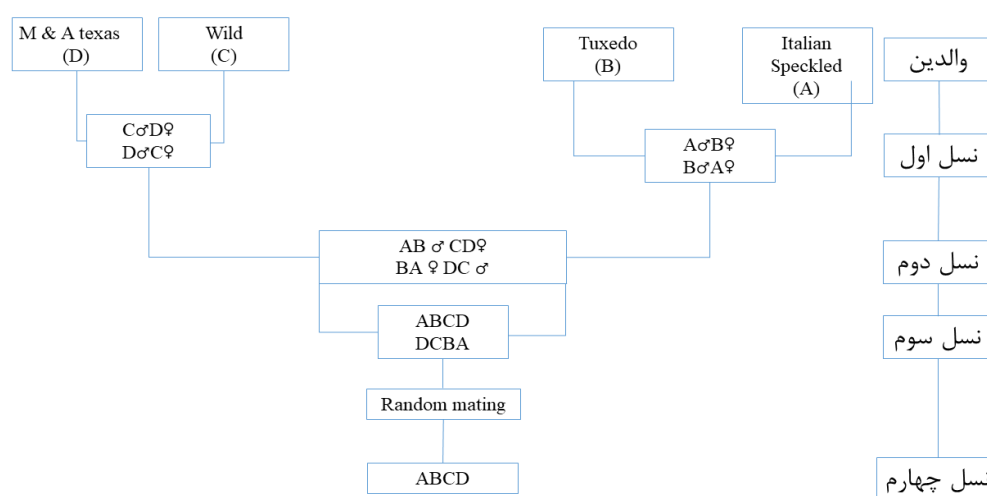 M & A texas
(D)
Wild
(C)
Tuxedo
(B)
Italian
Speckled
(A)
والدین
C♂D♀
D♂C♀
A♂B♀
B♂A♀
نسل اول
AB ♂ CD♀
BA ♀ DC ♂
نسل دوم
ABCD
DCBA
نسل سوم
Random mating
ABCD
نسل چهارم